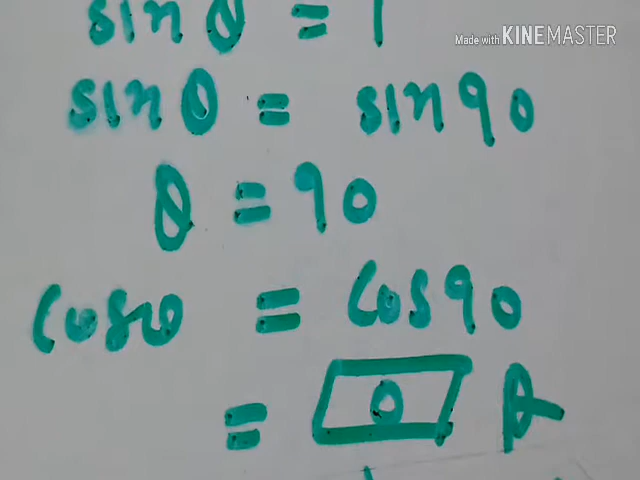 Made with KINEMASTER
sin θ = 1
sin θ = sin 90
θ = 90
cos θ = cos 90
= 0 A